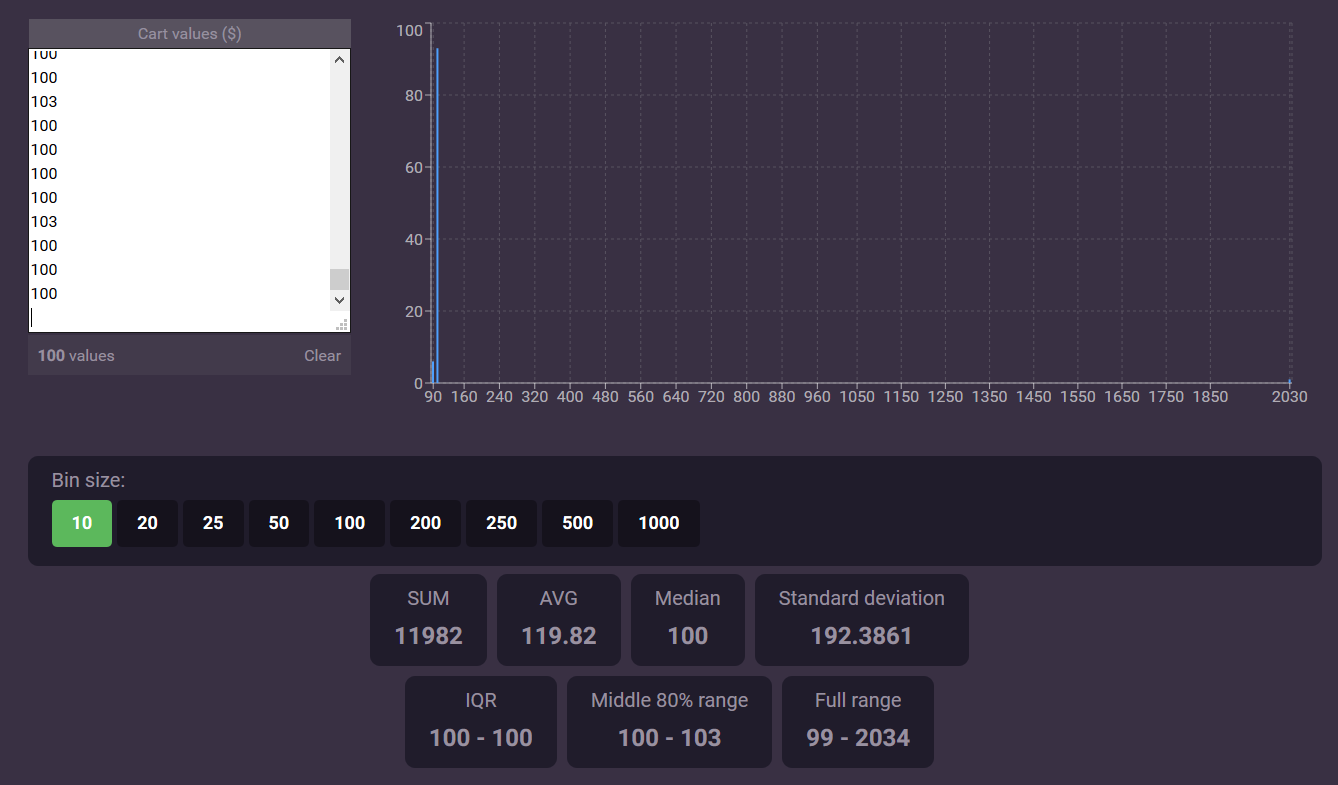 Cart values ($)
100
100
103
100
100
100
100
103
100
100
100
100 values Clear
100
80
60
40
20
0
90 160 240 320 400 480 560 640 720 800 880 960 1050 1150 1250 1350 1450 1550 1650 1750 1850 2030
Bin size:
10 20 25 50 100 200 250 500 1000
SUM AVG Median Standard deviation
11982 119.82 100 192.3861
IQR Middle 80% range Full range
100 - 100 100 - 103 99 - 2034